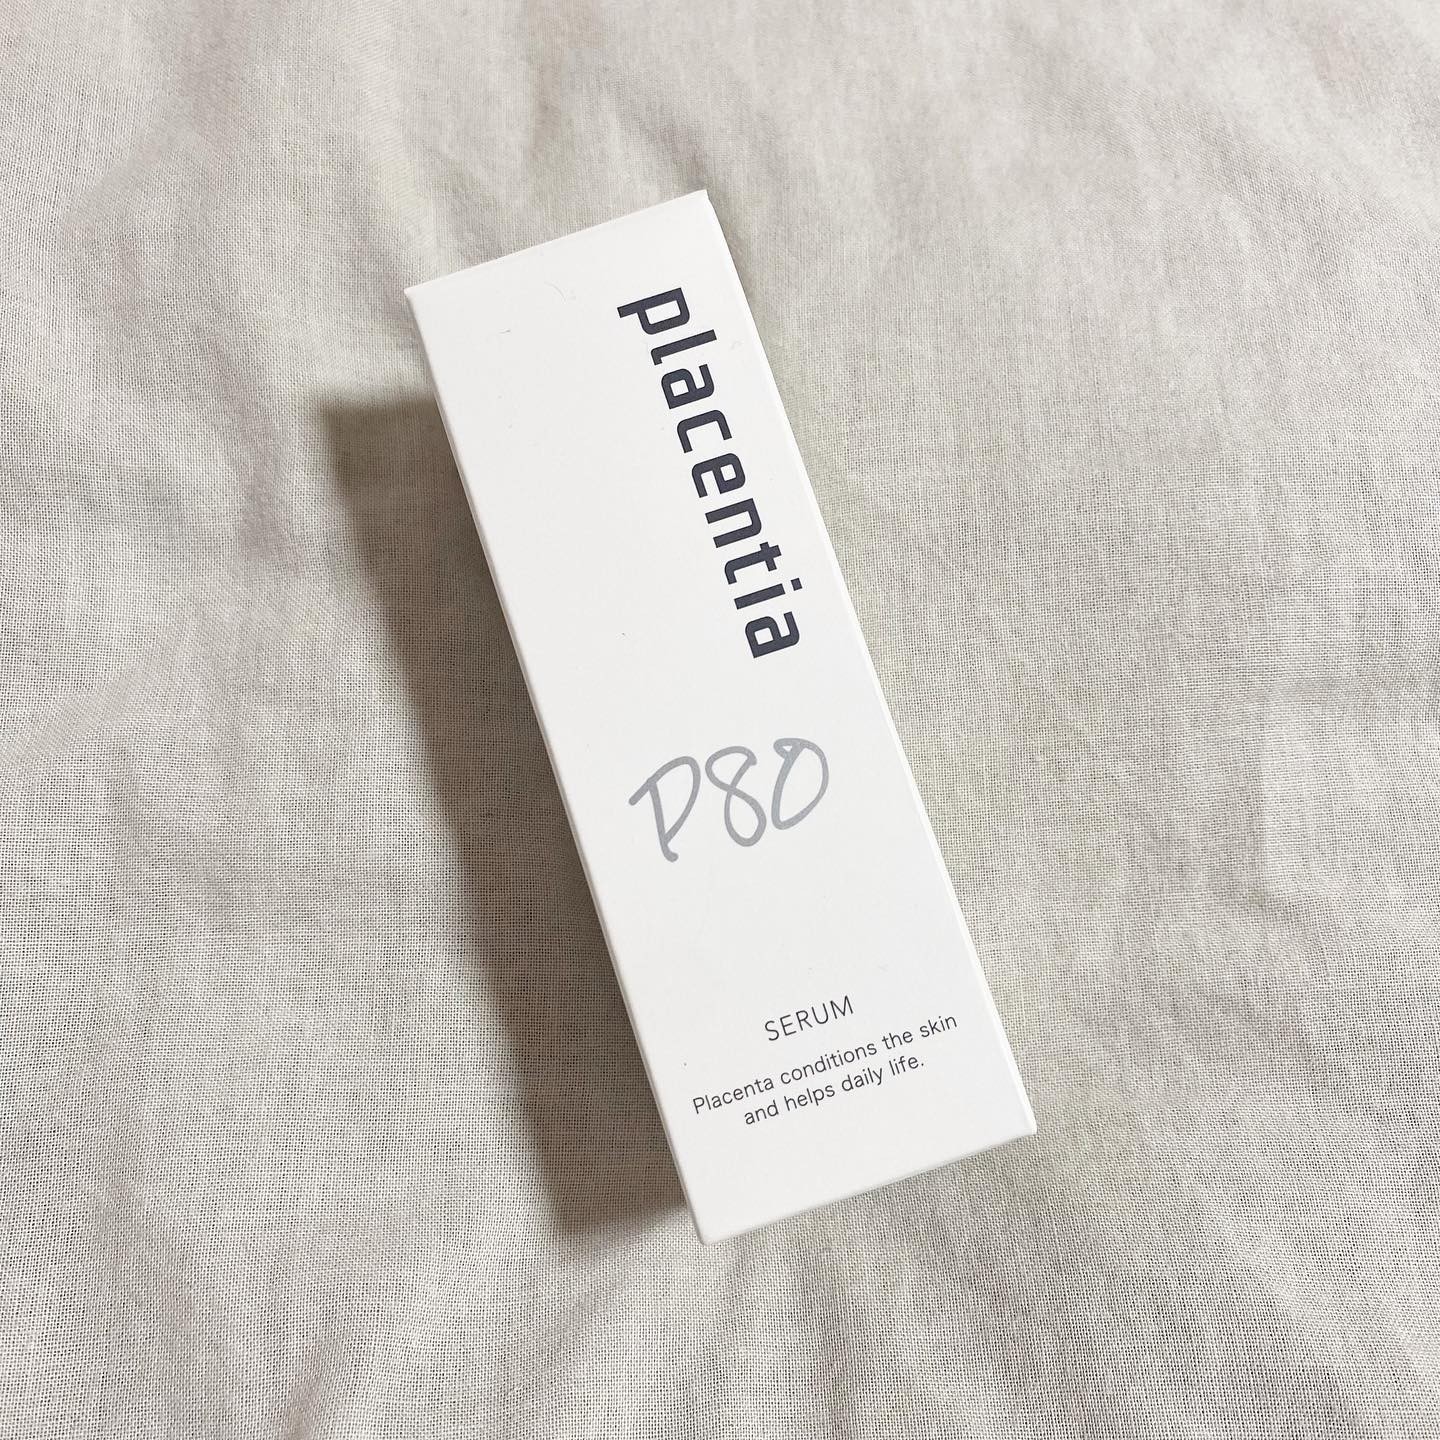 placentia
P80
SERUM
Placenta conditions the skin
and helps daily life.